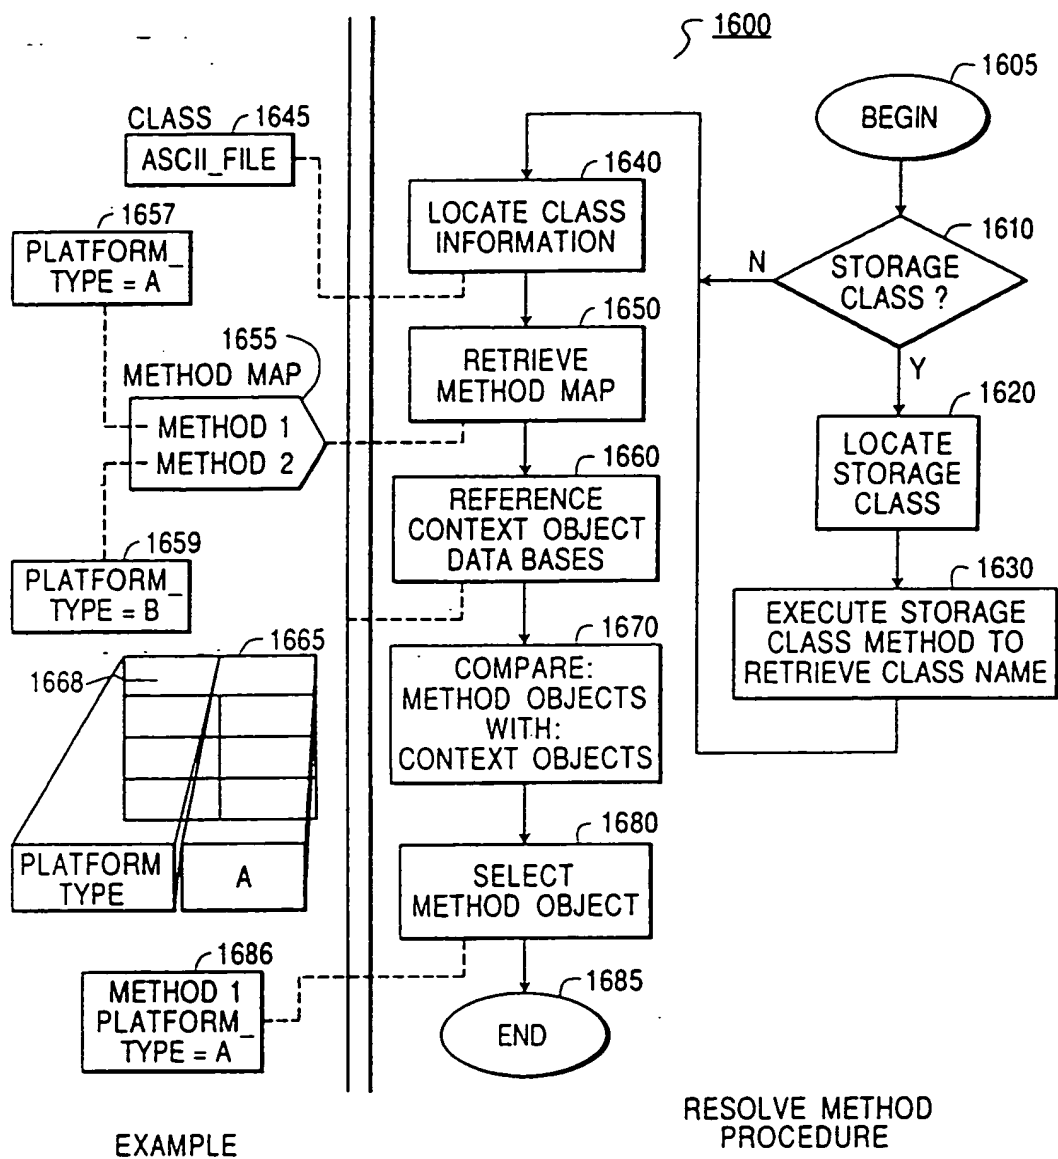 1600
1605
BEGIN
1610
STORAGE
CLASS ?
N
Y
1620
LOCATE
STORAGE
CLASS
1630
EXECUTE STORAGE
CLASS METHOD TO
RETRIEVE CLASS NAME
1640
LOCATE CLASS
INFORMATION
1650
RETRIEVE
METHOD MAP
1660
REFERENCE
CONTEXT OBJECT
DATA BASES
1670
COMPARE:
METHOD OBJECTS
WITH:
CONTEXT OBJECTS
1680
SELECT
METHOD OBJECT
1685
END
RESOLVE METHOD
PROCEDURE
CLASS
1645
ASCII_FILE
1657
PLATFORM_
TYPE = A
1655
METHOD MAP
METHOD 1
METHOD 2
1659
PLATFORM_
TYPE = B
1665
1668
PLATFORM
TYPE
A
1686
METHOD 1
PLATFORM_
TYPE = A
EXAMPLE